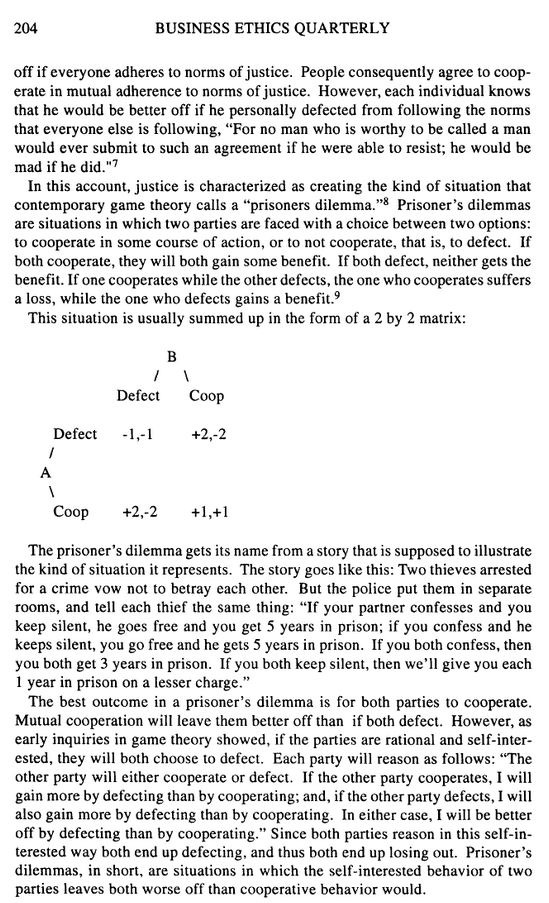 204 BUSINESS ETHICS QUARTERLY
off if everyone adheres to norms of justice. People consequently agree to coop-
erate in mutual adherence to norms of justice. However, each individual knows
that he would be better off if he personally defected from following the norms
that everyone else is following, “For no man who is worthy to be called a man
would ever submit to such an agreement if he were able to resist; he would be
mad if he did."7
In this account, justice is characterized as creating the kind of situation that
contemporary game theory calls a “prisoners dilemma.”8 Prisoner’s dilemmas
are situations in which two parties are faced with a choice between two options:
to cooperate in some course of action, or to not cooperate, that is, to defect. If
both cooperate, they will both gain some benefit. If both defect, neither gets the
benefit. If one cooperates while the other defects, the one who cooperates suffers
a loss, while the one who defects gains a benefit.9
This situation is usually summed up in the form of a 2 by 2 matrix:
B
/ \
Defect Coop
Defect -1,-1 +2,-2
/
A
\
Coop +2,-2 +1,+1
The prisoner’s dilemma gets its name from a story that is supposed to illustrate
the kind of situation it represents. The story goes like this: Two thieves arrested
for a crime vow not to betray each other. But the police put them in separate
rooms, and tell each thief the same thing: “If your partner confesses and you
keep silent, he goes free and you get 5 years in prison; if you confess and he
keeps silent, you go free and he gets 5 years in prison. If you both confess, then
you both get 3 years in prison. If you both keep silent, then we’ll give you each
1 year in prison on a lesser charge.”
The best outcome in a prisoner’s dilemma is for both parties to cooperate.
Mutual cooperation will leave them better off than if both defect. However, as
early inquiries in game theory showed, if the parties are rational and self-inter-
ested, they will both choose to defect. Each party will reason as follows: “The
other party will either cooperate or defect. If the other party cooperates, I will
gain more by defecting than by cooperating; and, if the other party defects, I will
also gain more by defecting than by cooperating. In either case, I will be better
off by defecting than by cooperating.” Since both parties reason in this self-in-
terested way both end up defecting, and thus both end up losing out. Prisoner’s
dilemmas, in short, are situations in which the self-interested behavior of two
parties leaves both worse off than cooperative behavior would.